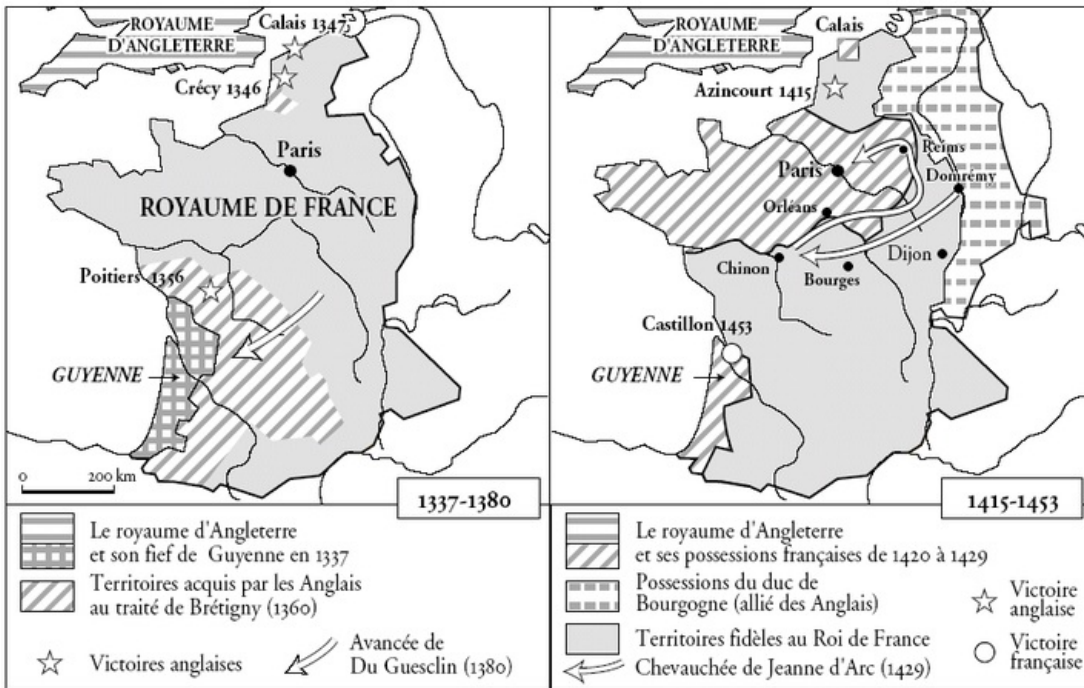 ROYAUME
D'ANGLETERRE
Calais 1347
Crécy 1346
Paris
ROYAUME DE FRANCE
Poitiers 1356
GUYENNE
0 200 km
1337-1380
Le royaume d'Angleterre
et son fief de Guyenne en 1337
Territoires acquis par les Anglais
au traité de Brétigny (1360)
Victoires anglaises
Avancée de
Du Guesclin (1380)
ROYAUME
D'ANGLETERRE
Calais
Azincourt 1415
Reims
Paris
Domrémy
Orléans
Chinon
Dijon
Bourges
Castillon 1453
GUYENNE
1415-1453
Le royaume d'Angleterre
et ses possessions françaises de 1420 à 1429
Possessions du duc de
Bourgogne (allié des Anglais)
Territoires fidèles au Roi de France
Chevauchée de Jeanne d'Arc (1429)
Victoire
anglaise
Victoire
française